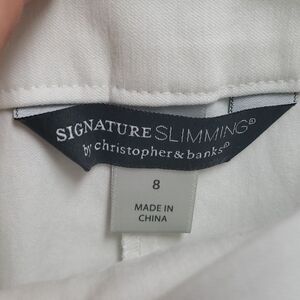 SIGNATURE SLIMMING®
by christopher & banks®
8
MADE IN
CHINA